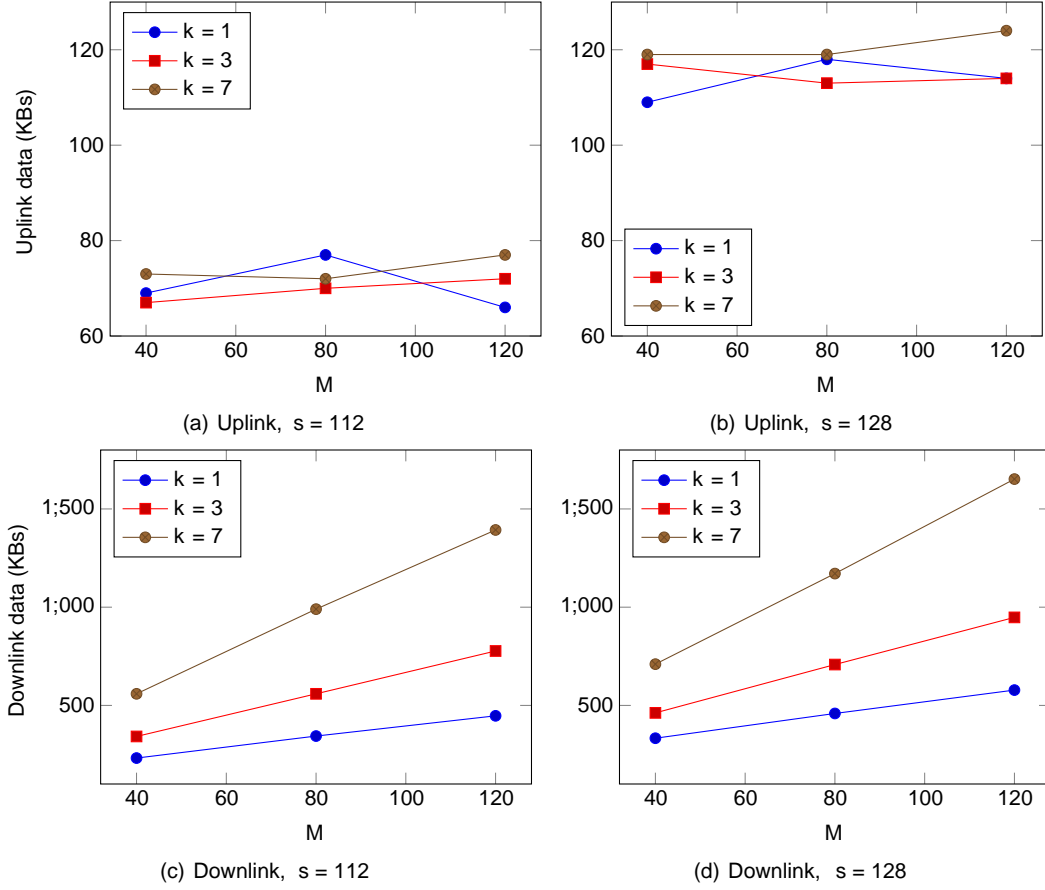 k = 1
k = 3
k = 7
120
100
80
60
Uplink data (KBs)
40 60 80 100 120
M
(a) Uplink, s = 112
120
100
80
60
k = 1
k = 3
k = 7
40 60 80 100 120
M
(b) Uplink, s = 128
k = 1
k = 3
k = 7
1;500
1;000
500
Downlink data (KBs)
40 60 80 100 120
M
(c) Downlink, s = 112
k = 1
k = 3
k = 7
1;500
1;000
500
40 60 80 100 120
M
(d) Downlink, s = 128